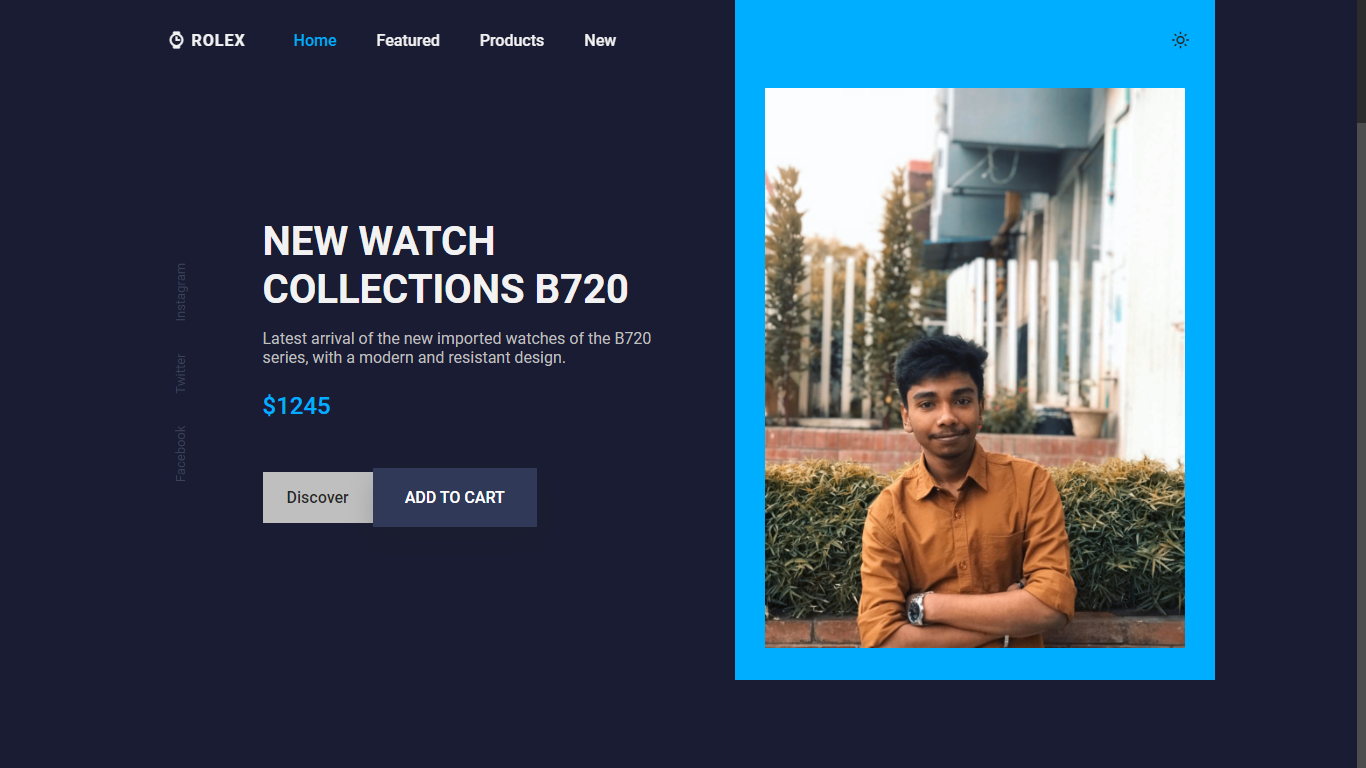 ROLEX
Home
Featured
Products
New
NEW WATCH
COLLECTIONS B720
Latest arrival of the new imported watches of the B720
series, with a modern and resistant design.
$1245
Discover
ADD TO CART
Instagram
Twitter
Facebook